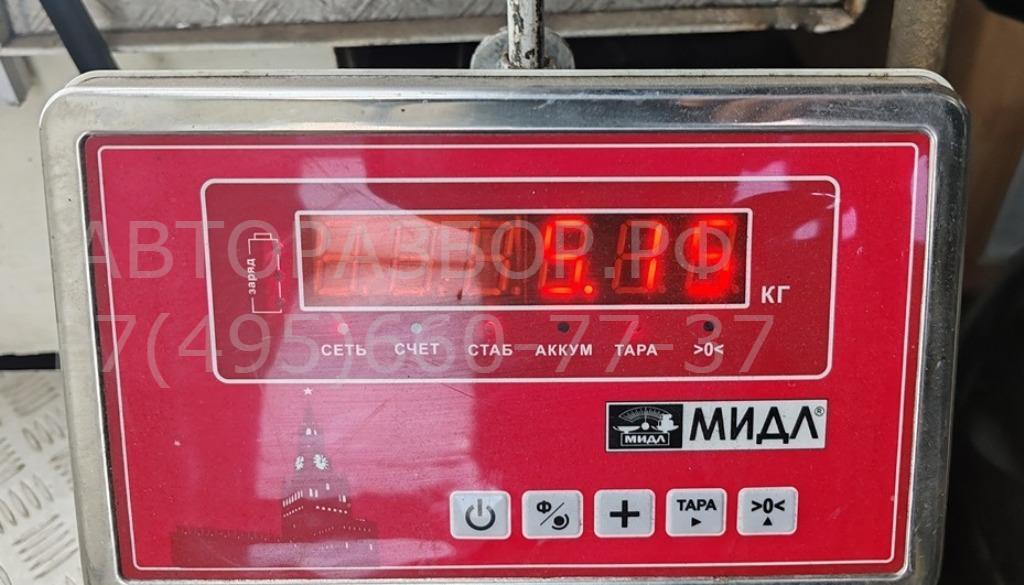 АВТОРАЗБОР.РФ
7(495)660-77-37
заряд
кг
СЕТЬ СЧЕТ СТАБ АККУМ ТАРА >0<
МИДЛ МИДЛ®
Ф ТАРА >0<